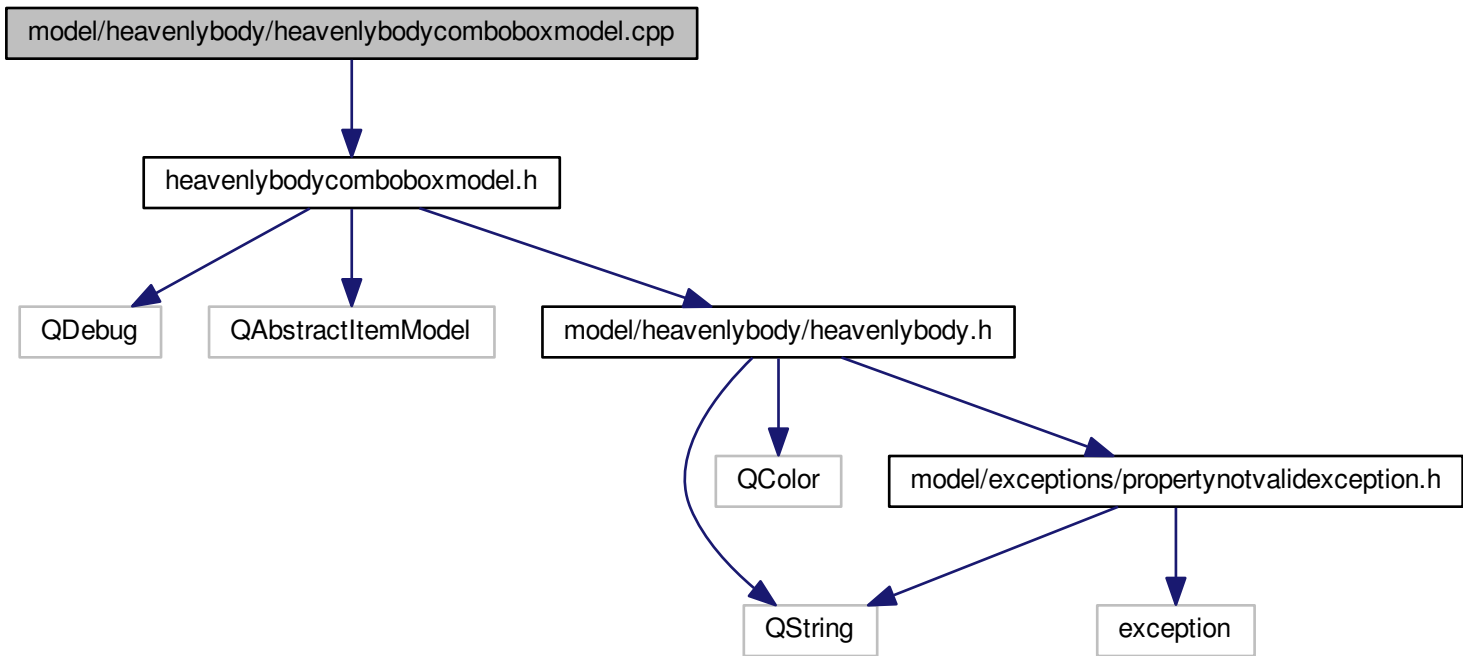 model/heavenlybody/heavenlybodycomboboxmodel.cpp
heavenlybodycomboboxmodel.h
QDebug
QAbstractItemModel
model/heavenlybody/heavenlybody.h
QColor
model/exceptions/propertynotvalidexception.h
QString
exception